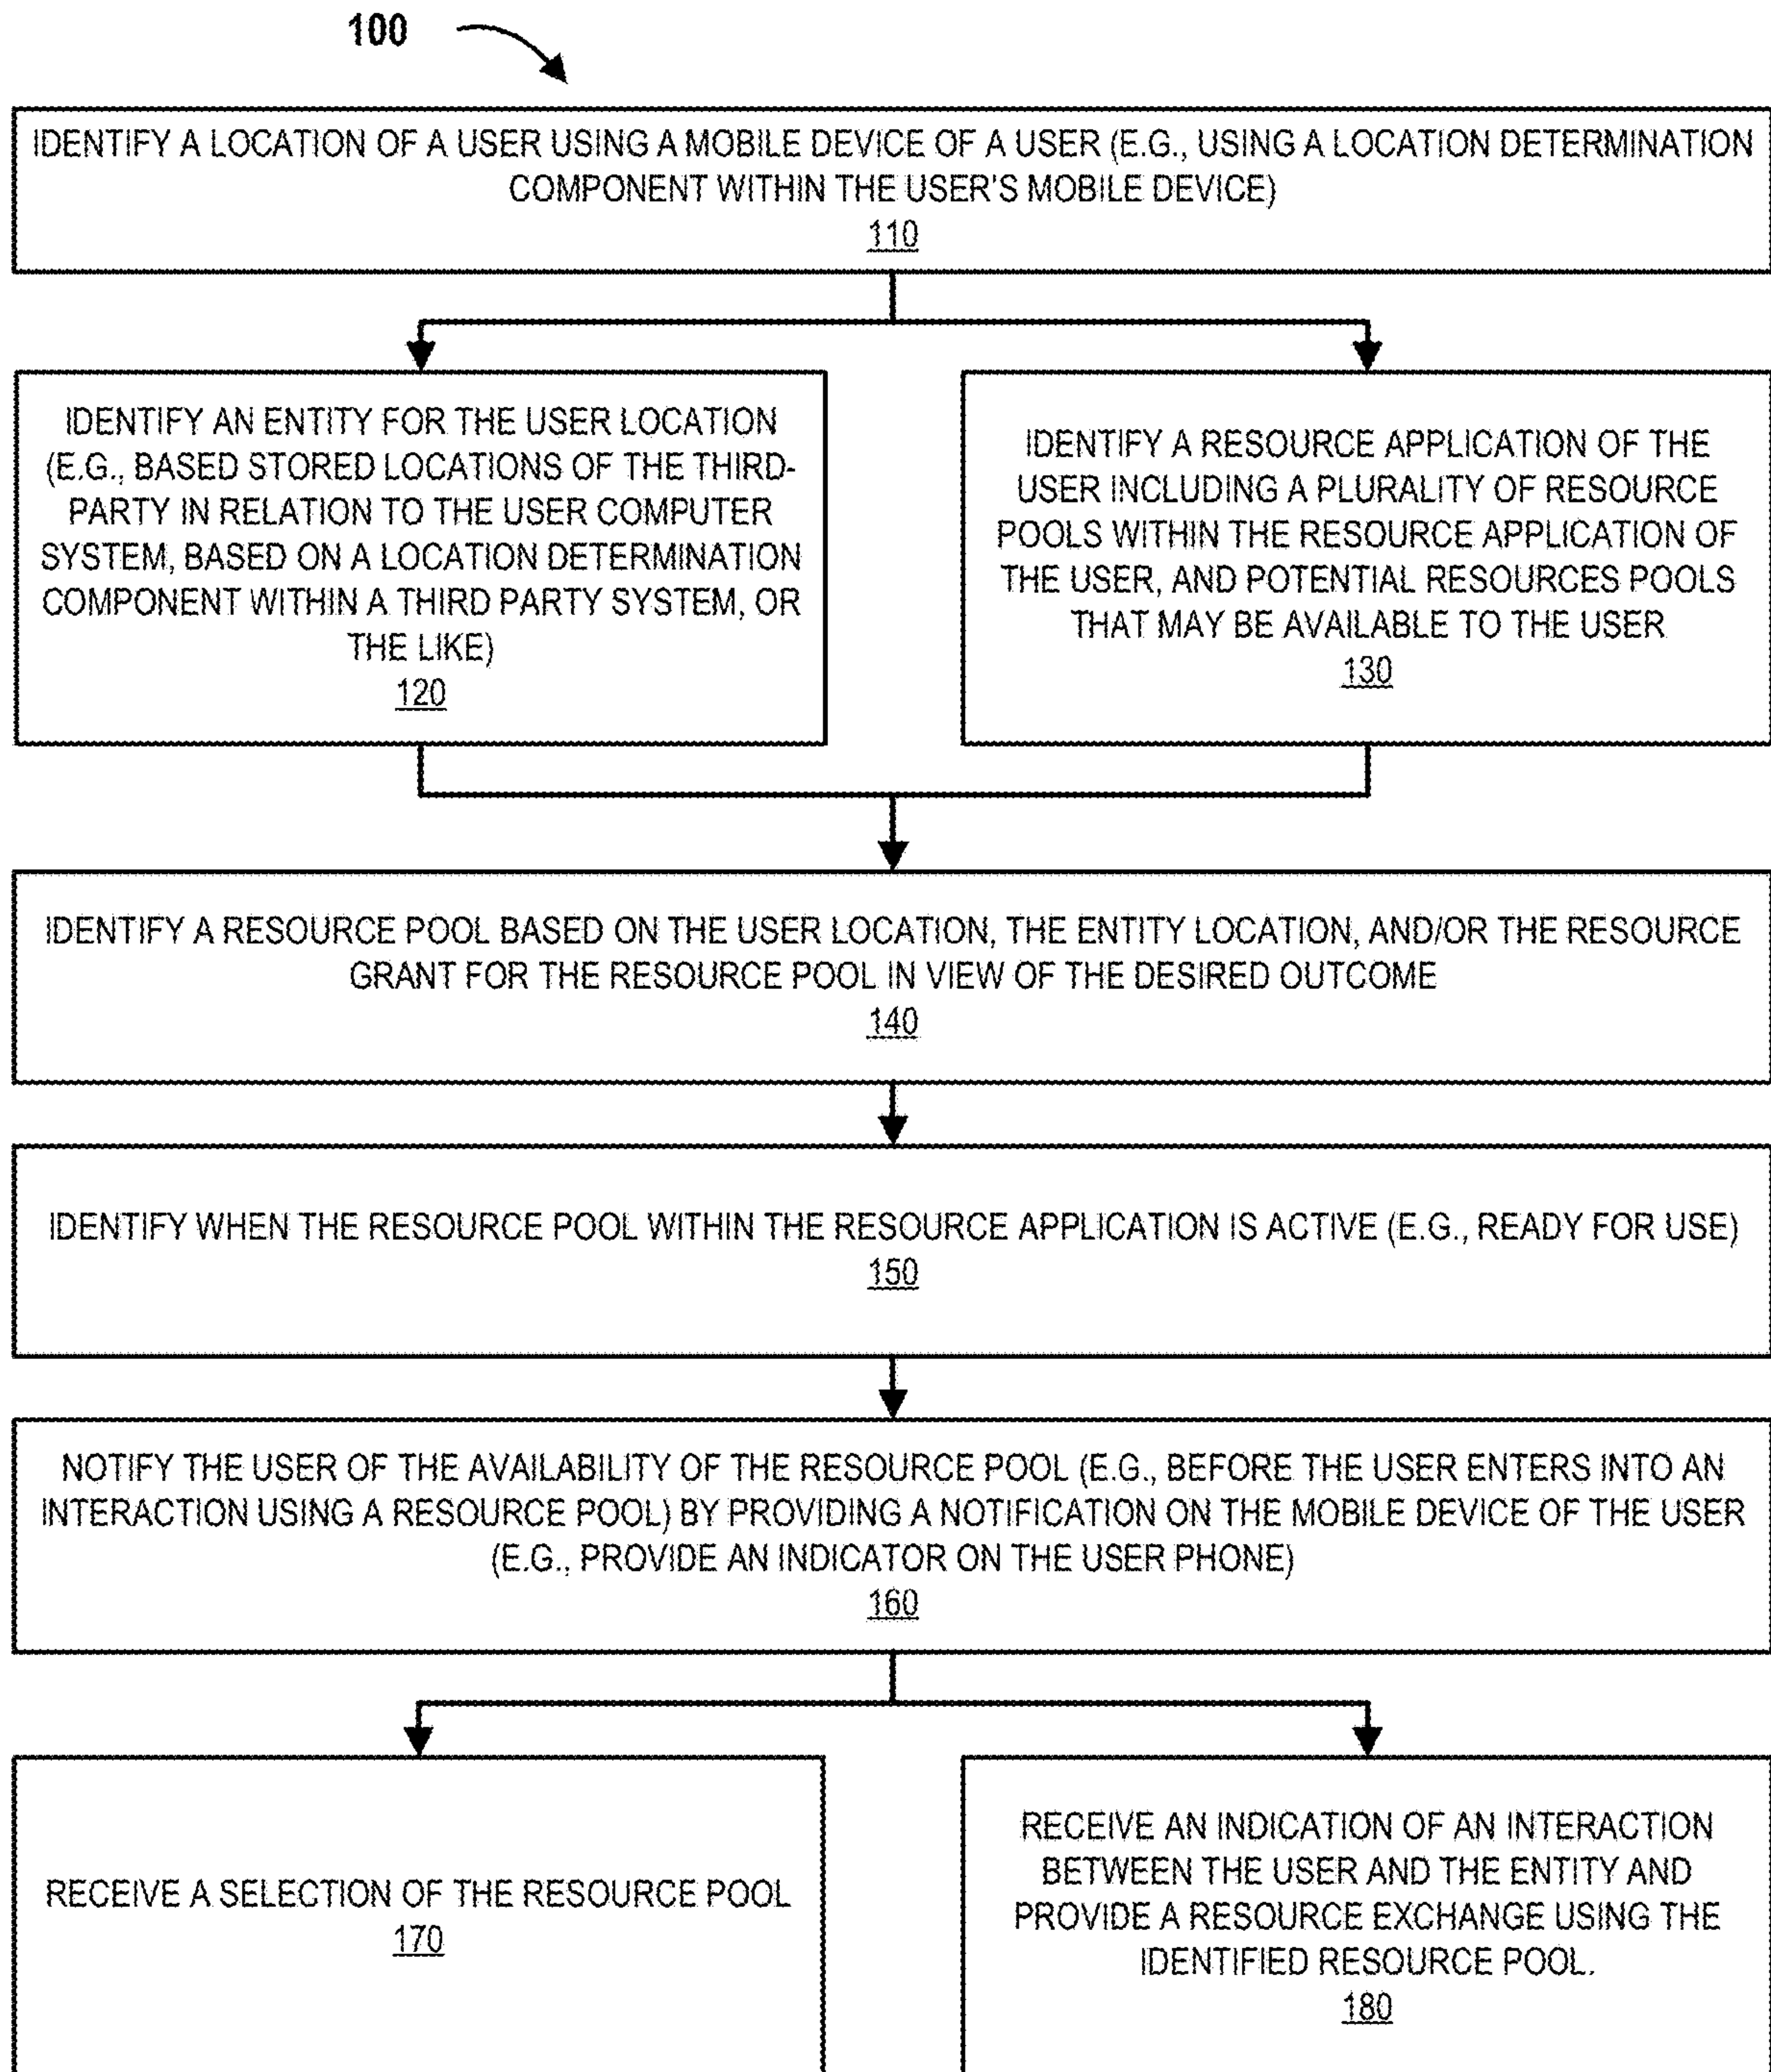 100
IDENTIFY A LOCATION OF A USER USING A MOBILE DEVICE OF A USER (E.G., USING A LOCATION DETERMINATION
COMPONENT WITHIN THE USER'S MOBILE DEVICE)
110
IDENTIFY AN ENTITY FOR THE USER LOCATION
(E.G., BASED STORED LOCATIONS OF THE THIRD-
PARTY IN RELATION TO THE USER COMPUTER
SYSTEM, BASED ON A LOCATION DETERMINATION
COMPONENT WITHIN A THIRD PARTY SYSTEM, OR
THE LIKE)
120
IDENTIFY A RESOURCE APPLICATION OF THE
USER INCLUDING A PLURALITY OF RESOURCE
POOLS WITHIN THE RESOURCE APPLICATION OF
THE USER, AND POTENTIAL RESOURCES POOLS
THAT MAY BE AVAILABLE TO THE USER
130
IDENTIFY A RESOURCE POOL BASED ON THE USER LOCATION, THE ENTITY LOCATION, AND/OR THE RESOURCE
GRANT FOR THE RESOURCE POOL IN VIEW OF THE DESIRED OUTCOME
140
IDENTIFY WHEN THE RESOURCE POOL WITHIN THE RESOURCE APPLICATION IS ACTIVE (E.G., READY FOR USE)
150
NOTIFY THE USER OF THE AVAILABILITY OF THE RESOURCE POOL (E.G., BEFORE THE USER ENTERS INTO AN
INTERACTION USING A RESOURCE POOL) BY PROVIDING A NOTIFICATION ON THE MOBILE DEVICE OF THE USER
(E.G., PROVIDE AN INDICATOR ON THE USER PHONE)
160
RECEIVE A SELECTION OF THE RESOURCE POOL
170
RECEIVE AN INDICATION OF AN INTERACTION
BETWEEN THE USER AND THE ENTITY AND
PROVIDE A RESOURCE EXCHANGE USING THE
IDENTIFIED RESOURCE POOL.
180